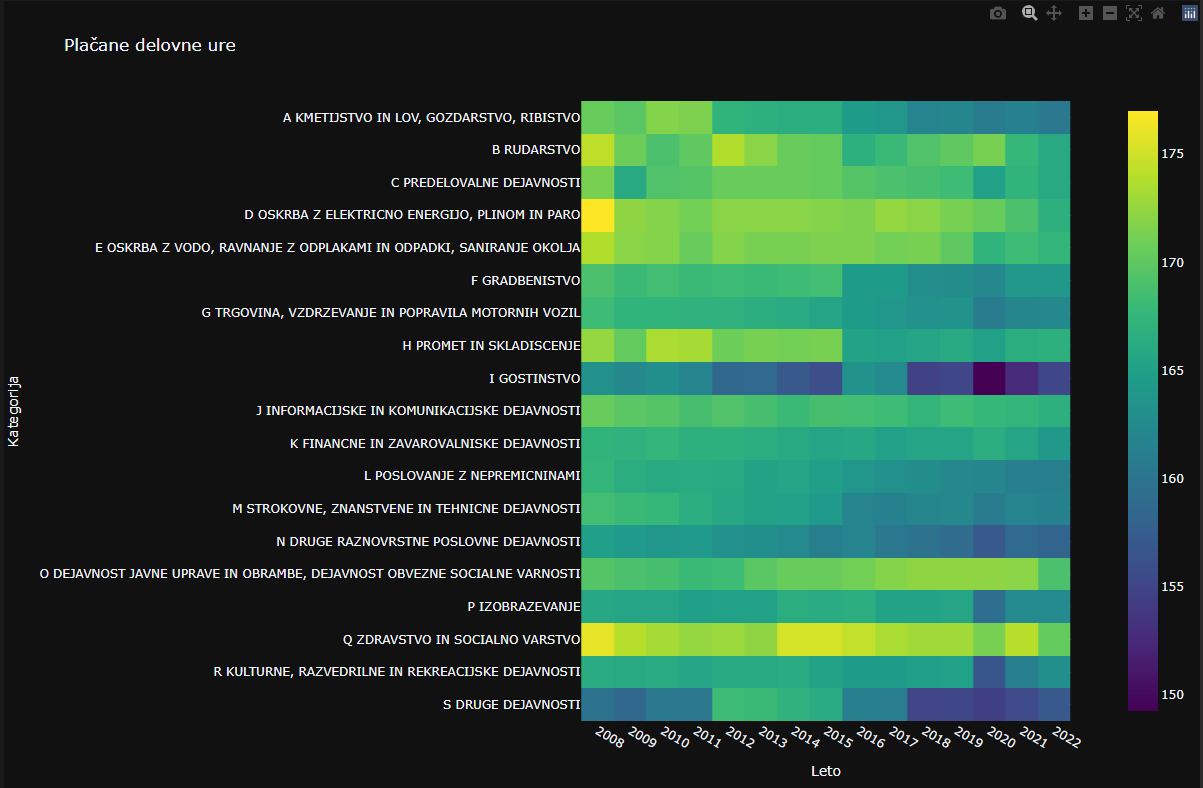 Plačane delovne ure
Kategorija
A KMETIJSTVO IN LOV, GOZDARSTVO, RIBISTVO
B RUDARSTVO
C PREDELOVALNE DEJAVNOSTI
D OSKRBA Z ELEKTRICNO ENERGIJO, PLINOM IN PARO
E OSKRBA Z VODO, RAVNANJE Z ODPLAKAMI IN ODPADKI, SANIRANJE OKOLJA
F GRADBENISTVO
G TRGOVINA, VZDRZEVANJE IN POPRAVILA MOTORNIH VOZIL
H PROMET IN SKLADISCENJE
I GOSTINSTVO
J INFORMACIJSKE IN KOMUNIKACIJSKE DEJAVNOSTI
K FINANCNE IN ZAVAROVALNISKE DEJAVNOSTI
L POSLOVANJE Z NEPREMICNINAMI
M STROKOVNE, ZNANSTVENE IN TEHNICNE DEJAVNOSTI
N DRUGE RAZNOVRSTNE POSLOVNE DEJAVNOSTI
O DEJAVNOST JAVNE UPRAVE IN OBRAMBE, DEJAVNOST OBVEZNE SOCIALNE VARNOSTI
P IZOBRAZEVANJE
Q ZDRAVSTVO IN SOCIALNO VARSTVO
R KULTURNE, RAZVEDRILNE IN REKREACIJSKE DEJAVNOSTI
S DRUGE DEJAVNOSTI
2008 2009 2010 2011 2012 2013 2014 2015 2016 2017 2018 2019 2020 2021 2022
Leto
175
170
165
160
155
150